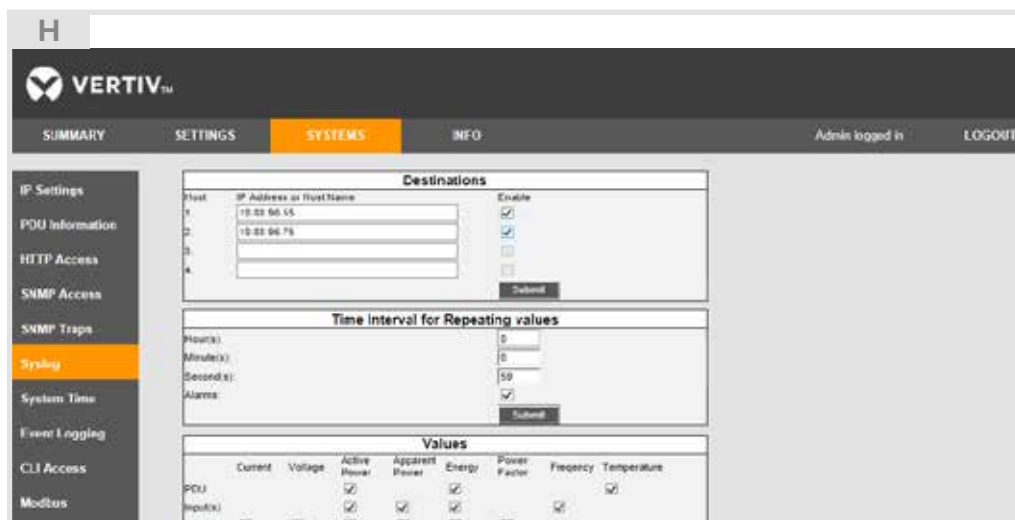 H
VERTIV™
SUMMARY SETTINGS SYSTEMS INFO Admin logged in LOGOUT
IP Settings
PDU Information
HTTP Access
SNMP Access
SNMP Traps
Syslog
System Time
Event Logging
CLI Access
Modbus
Destinations
Host IP Address or Host Name Enable
1.
2.
3.
4.
Submit
Time Interval for Repeating values
Hour(s): 0
Minute(s): 0
Second(s): 59
Alarms:
Submit
Values
Current Voltage Active Power Apparent Power Energy Power Factor Freqency Temperature
PDU
Input(s)